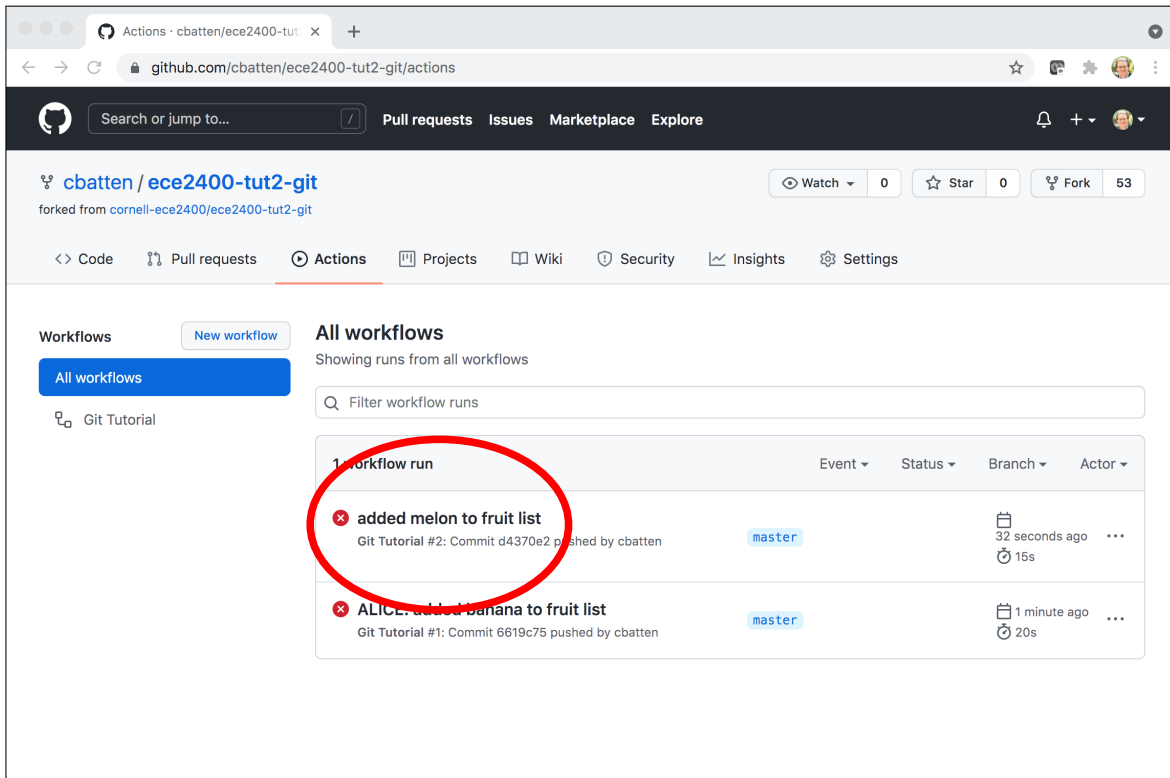 Actions · cbatten/ece2400-tut
github.com/cbatten/ece2400-tut2-git/actions
Search or jump to... / Pull requests Issues Marketplace Explore
cbatten / ece2400-tut2-git Watch 0 Star 0 Fork 53
forked from cornell-ece2400/ece2400-tut2-git
Code Pull requests Actions Projects Wiki Security Insights Settings
Workflows New workflow
All workflows
Git Tutorial
All workflows
Showing runs from all workflows
Filter workflow runs
1 workflow run Event Status Branch Actor
added melon to fruit list
Git Tutorial #2: Commit d4370e2 pushed by cbatten
master
32 seconds ago
15s
ALICE: added banana to fruit list
Git Tutorial #1: Commit 6619c75 pushed by cbatten
master
1 minute ago
20s